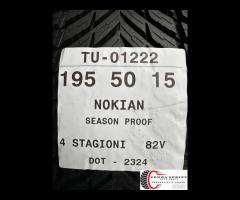 TU-01222
195 50 15
NOKIAN
SEASON PROOF
4 STAGIONI 82V
DOT - 2324